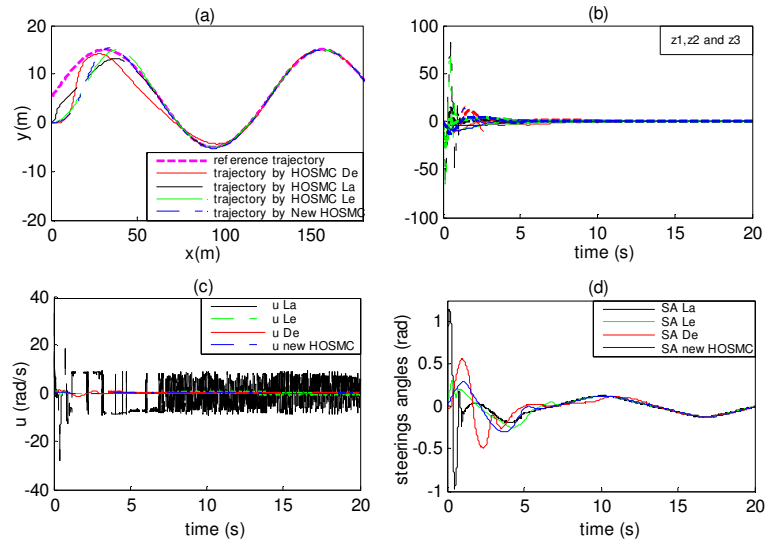 (a)
20
10
0
-10
-20
y (m)
0
50
100
150
x(m)
reference trajectory
trajectory by HOSMC De
trajectory by HOSMC La
trajectory by HOSMC Le
trajectory by New HOSMC
(b)
z1,z2 and z3
100
50
0
-50
-100
0
5
10
15
20
time (s)
(c)
40
20
0
-20
-40
u (rad/s)
0
5
10
15
20
time (s)
u La
u Le
u De
u new HOSMC
(d)
1
0.5
0
-0.5
-1
steerings angles (rad)
0
5
10
15
20
time (s)
SA La
SA Le
SA De
SA new HOSMC